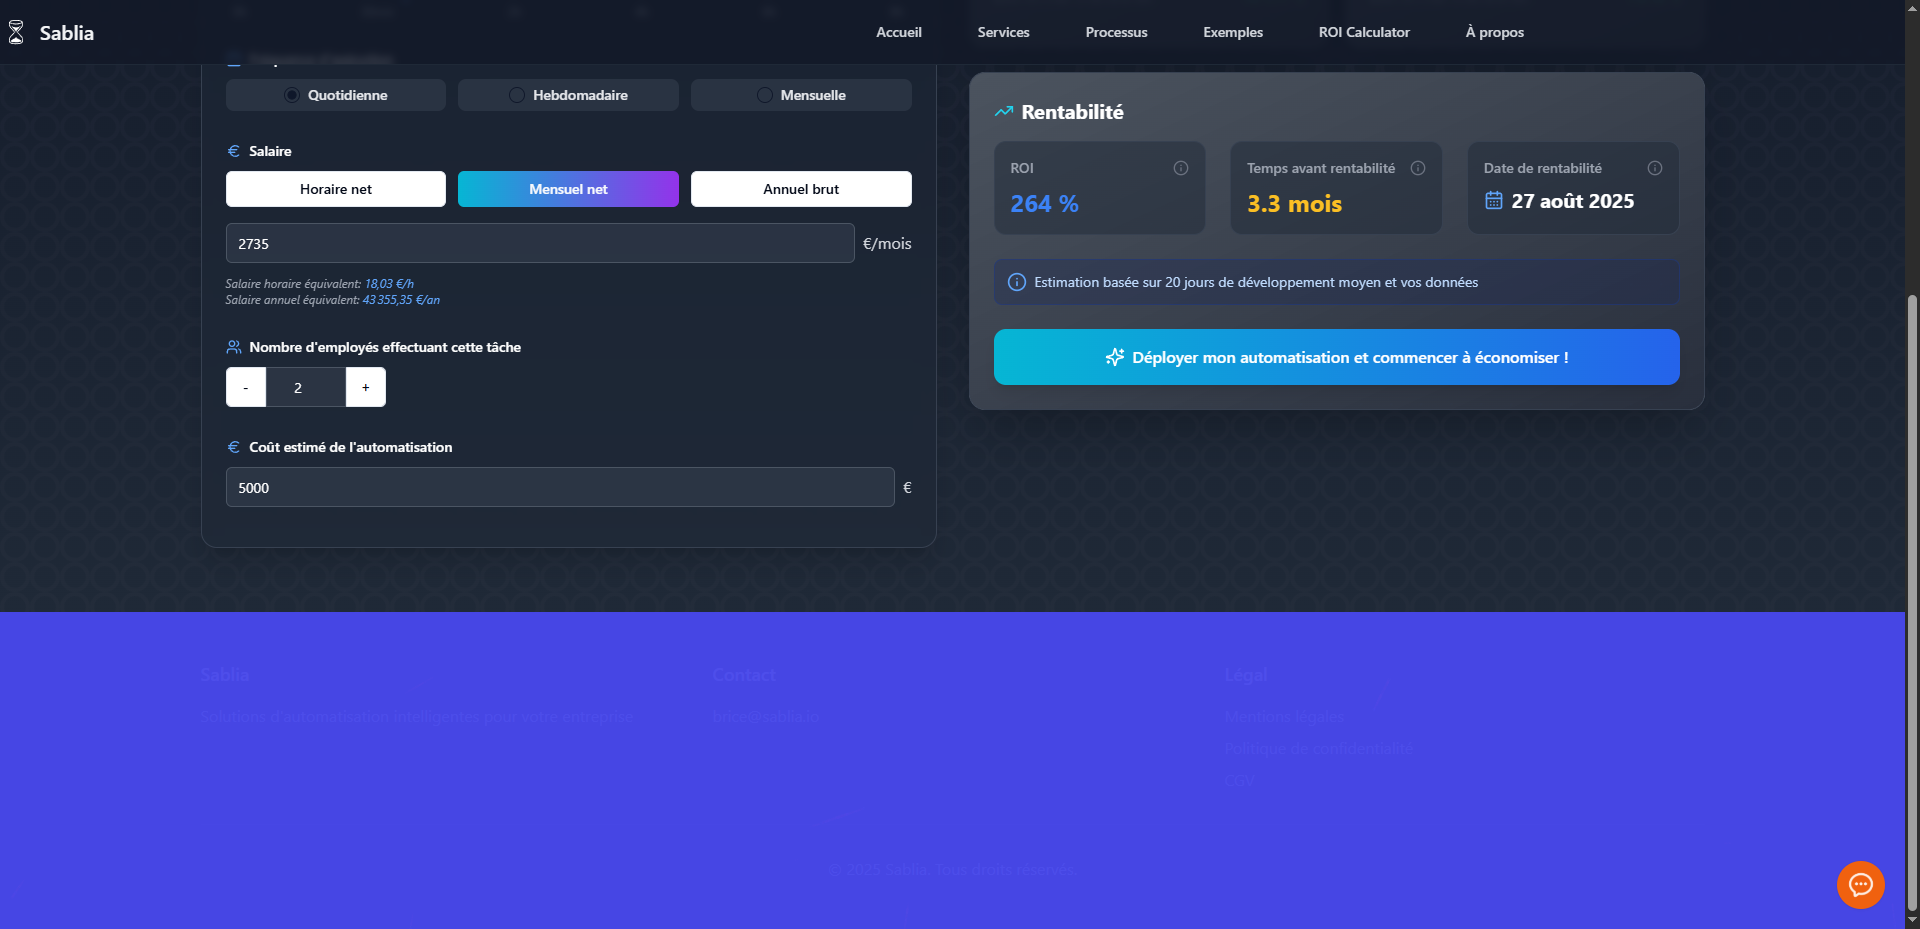 Sablia
Accueil
Services
Processus
Exemples
ROI Calculator
À propos
Quotidienne
Hebdomadaire
Mensuelle
€ Salaire
Horaire net
Mensuel net
Annuel brut
2735
€/mois
Salaire horaire équivalent: 18,03 €/h
Salaire annuel équivalent: 43 355,35 €/an
Nombre d'employés effectuant cette tâche
-
2
+
€ Coût estimé de l'automatisation
5000
€
Rentabilité
ROI
264 %
Temps avant rentabilité
3.3 mois
Date de rentabilité
27 août 2025
Estimation basée sur 20 jours de développement moyen et vos données
Déployer mon automatisation et commencer à économiser !
Sablia
Solutions d'automatisation intelligentes pour votre entreprise
Contact
brice@sablia.io
Légal
Mentions légales
Politique de confidentialité
CGV
© 2025 Sablia. Tous droits réservés.